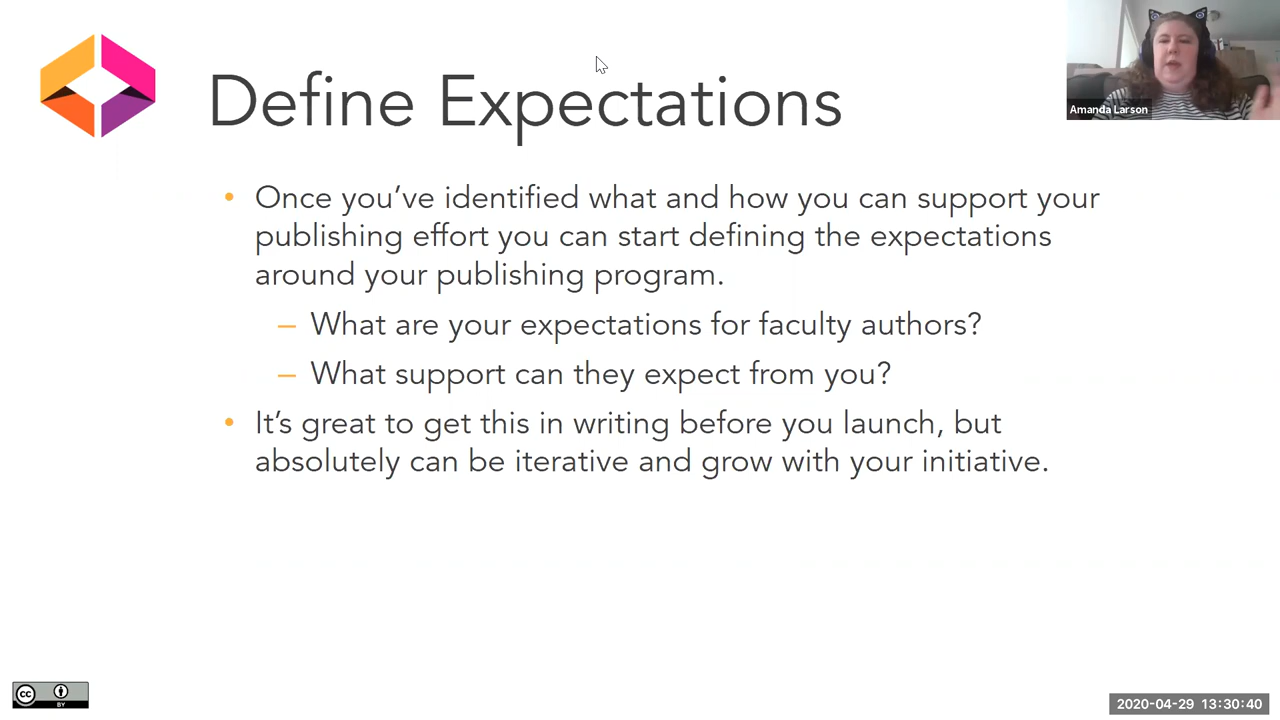 Define Expectations
Amanda Larson
• Once you’ve identified what and how you can support your
publishing effort you can start defining the expectations
around your publishing program.
– What are your expectations for faculty authors?
– What support can they expect from you?
• It’s great to get this in writing before you launch, but
absolutely can be iterative and grow with your initiative.
cc
BY
2020-04-29 13:30:40